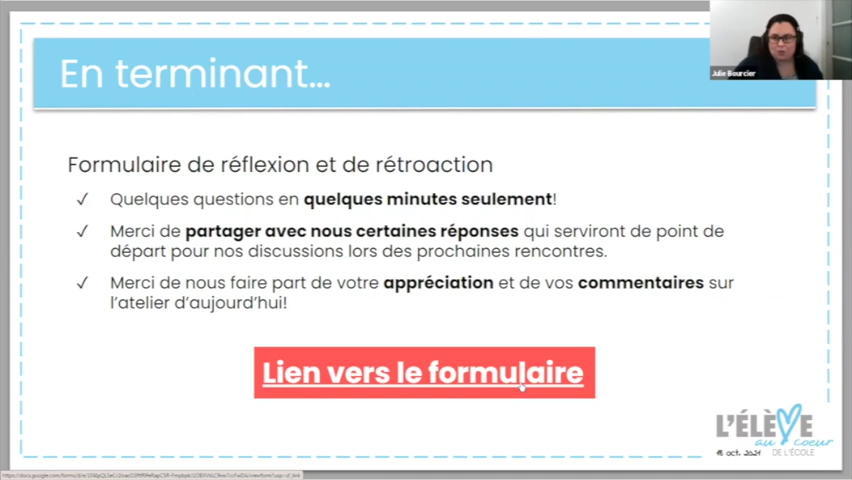 En terminant...
Julie Bourcier
Formulaire de réflexion et de rétroaction
✓ Quelques questions en quelques minutes seulement!
✓ Merci de partager avec nous certaines réponses qui serviront de point de
départ pour nos discussions lors des prochaines rencontres.
✓ Merci de nous faire part de votre appréciation et de vos commentaires sur
l'atelier d'aujourd'hui!
Lien vers le formulaire
L'ÉLÈVE
au coeur
18 oct. 2021 DE L'ÉCOLE